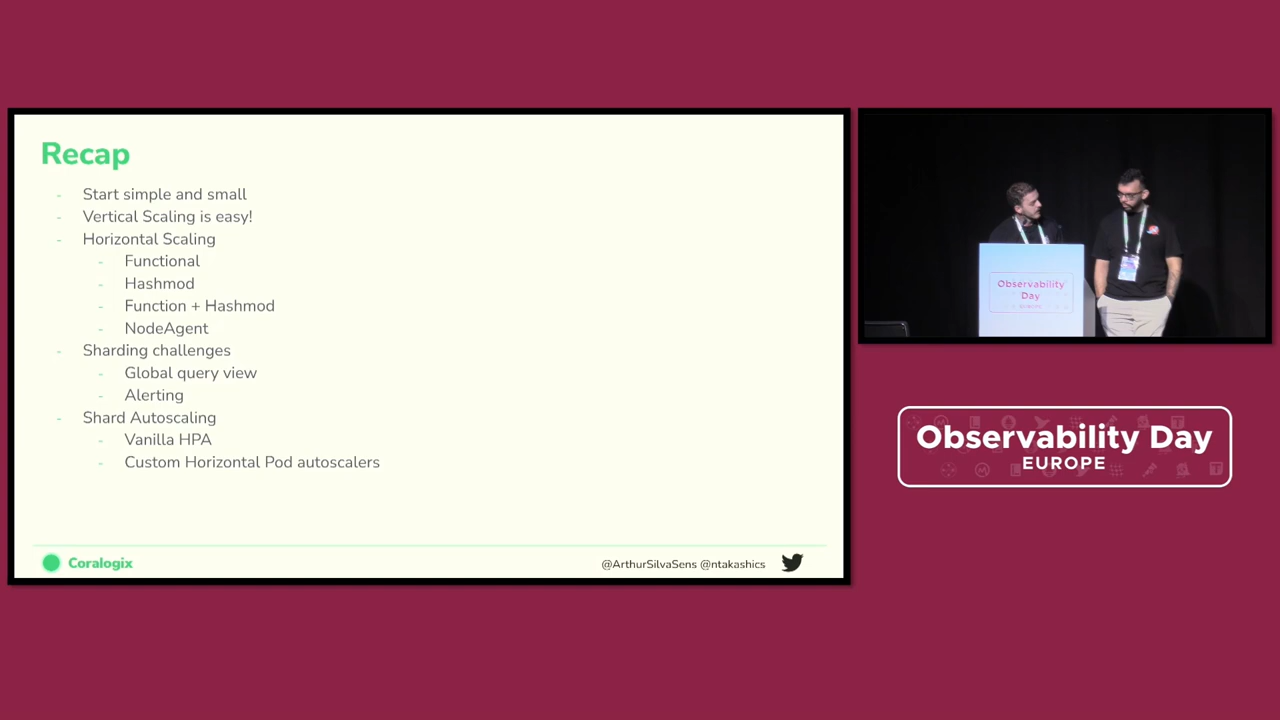 Recap
- Start simple and small
- Vertical Scaling is easy!
- Horizontal Scaling
- Functional
- Hashmod
- Function + Hashmod
- NodeAgent
- Sharding challenges
- Global query view
- Alerting
- Shard Autoscaling
- Vanilla HPA
- Custom Horizontal Pod autoscalers
Coralogix
@ArthurSilvaSens @ntakashics
Observability
Day
Observability Day
EUROPE